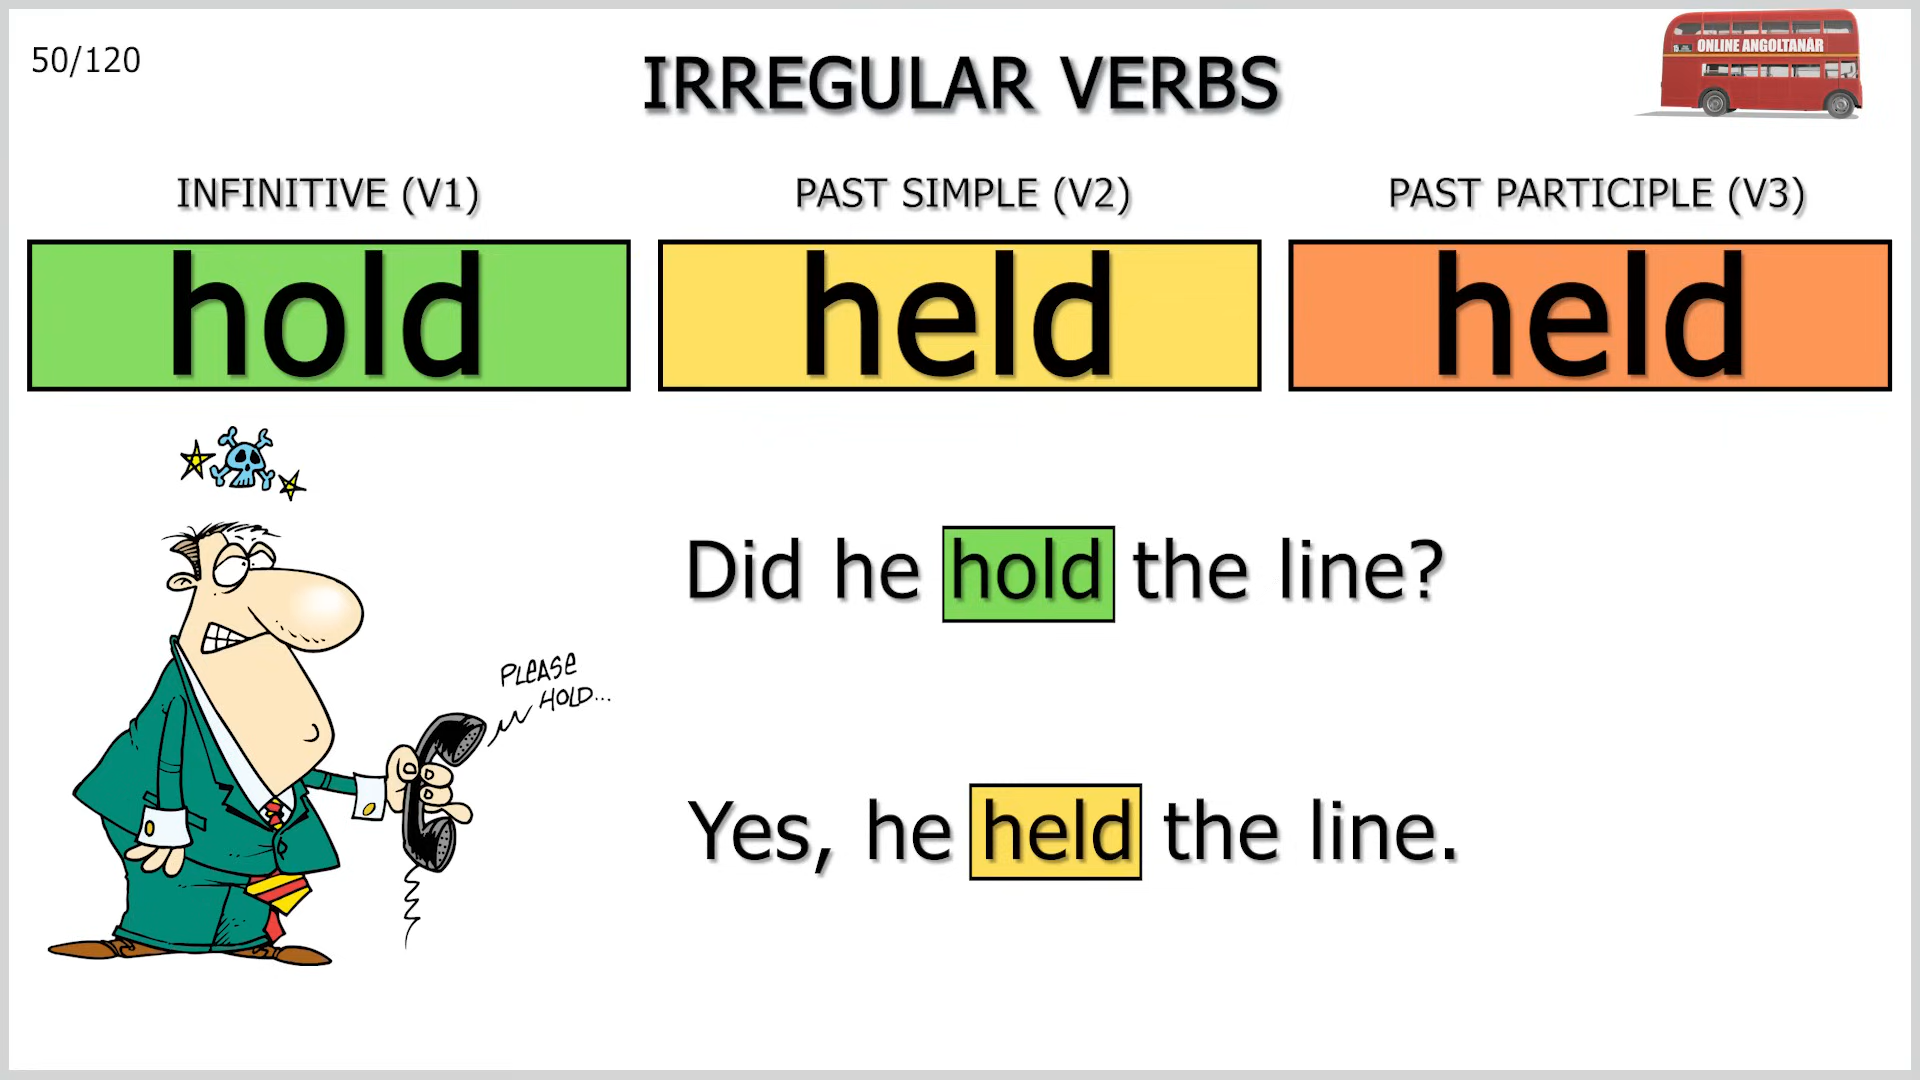 50/120
IRREGULAR VERBS
ONLINE ANGOLTANÁR
INFINITIVE (V1)
PAST SIMPLE (V2)
PAST PARTICIPLE (V3)
hold
held
held
Did he hold the line?
PLEASE
HOLD...
Yes, he held the line.